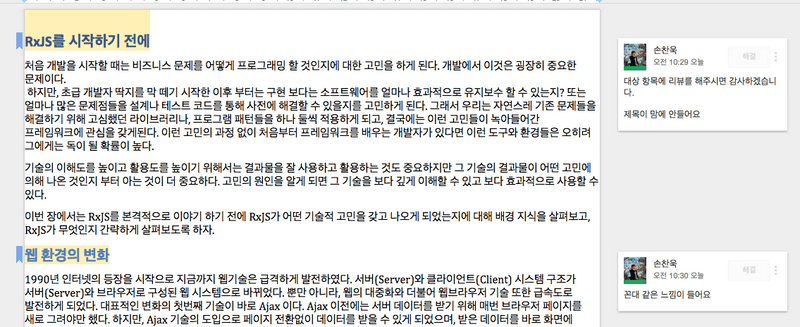 RxJS를 시작하기 전에
처음 개발을 시작할 때는 비즈니스 문제를 어떻게 프로그래밍 할 것인지에 대한 고민을 하게 된다. 개발에서 이것은 굉장히 중요한
문제이다.
하지만, 초급 개발자 딱지를 막 떼기 시작한 이후 부터는 구현 보다는 소프트웨어를 얼마나 효과적으로 유지보수 할 수 있는지? 또는
얼마나 많은 문제점들을 설계나 테스트 코드를 통해 사전에 해결할 수 있을지를 고민하게 된다. 그래서 우리는 자연스레 기존 문제들을
해결하기 위해 고심했던 라이브러리나, 프로그램 패턴들을 하나 둘씩 적용하게 되고, 결국에는 이런 고민들이 녹아들어간
프레임워크에 관심을 갖게된다. 이런 고민의 과정 없이 처음부터 프레임워크를 배우는 개발자가 있다면 이런 도구와 환경들은 오히려
그에게는 독이 될 확률이 높다.
기술의 이해도를 높이고 활용도를 높이기 위해서는 결과물을 잘 사용하고 활용하는 것도 중요하지만 그 기술의 결과물이 어떤 고민에
의해 나온 것인지 부터 아는 것이 더 중요하다. 고민의 원인을 알게 되면 그 기술을 보다 깊게 이해할 수 있고 보다 효과적으로 사용할 수
있다.
이번 장에서는 RxJS를 본격적으로 이야기 하기 전에 RxJS가 어떤 기술적 고민을 갖고 나오게 되었는지에 대해 배경 지식을 살펴보고,
RxJS가 무엇인지 간략하게 살펴보도록 하자.
웹 환경의 변화
1990년 인터넷의 등장을 시작으로 지금까지 웹기술은 급격하게 발전하였다. 서버(Server)와 클라이언트(Client) 시스템 구조가
서버(Server)와 브라우저로 구성된 웹 시스템으로 바뀌었다. 뿐만 아니라, 웹의 대중화와 더불어 웹브라우저 기술 또한 급속도로
발전하게 되었다. 대표적인 변화의 첫번째 기술이 바로 Ajax 이다. Ajax 이전에는 서버 데이터를 받기 위해 매번 브라우저 페이지를
새로 그려야만 했다. 하지만, Ajax 기술의 도입으로 페이지 전환없이 데이터를 받을 수 있게 되었으며, 받은 데이터를 바로 화면에
손찬욱
오전 10:29 오늘
해결
대상 항목에 리뷰를 해주시면 감사하겠습니
다.
제목이 맘에 안들어요
손찬욱
오전 10:30 오늘
해결
꼰대 같은 느낌이 들어요